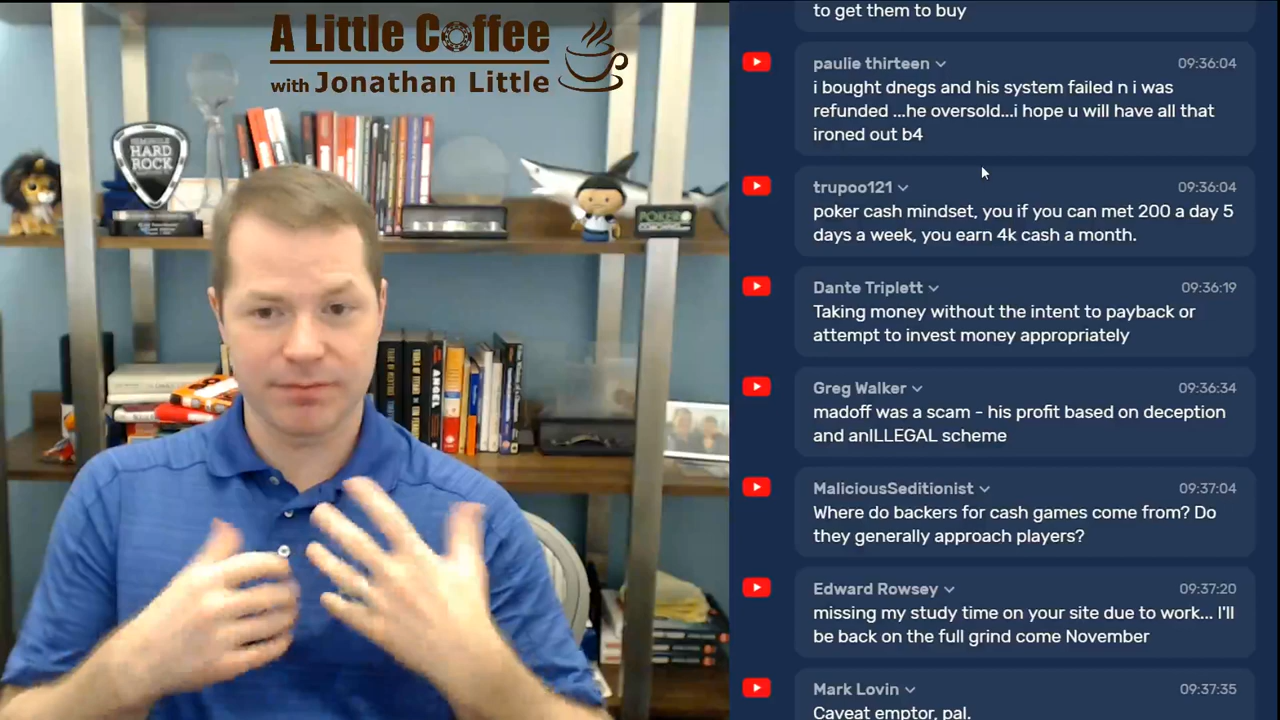 A Little Coffee
with Jonathan Little
SEMINOLE
HARD
ROCK
POKER
COACHING
ANGEL
to get them to buy
paulie thirteen 09:36:04
i bought dnegs and his system failed n i was
refunded ...he oversold...i hope u will have all that
ironed out b4
trupoo121 09:36:04
poker cash mindset, you if you can met 200 a day 5
days a week, you earn 4k cash a month.
Dante Triplett 09:36:19
Taking money without the intent to payback or
attempt to invest money appropriately
Greg Walker 09:36:34
madoff was a scam - his profit based on deception
and anILLEGAL scheme
MaliciousSeditionist 09:37:04
Where do backers for cash games come from? Do
they generally approach players?
Edward Rowsey 09:37:20
missing my study time on your site due to work... I'll
be back on the full grind come November
Mark Lovin 09:37:35
Caveat emptor, pal.